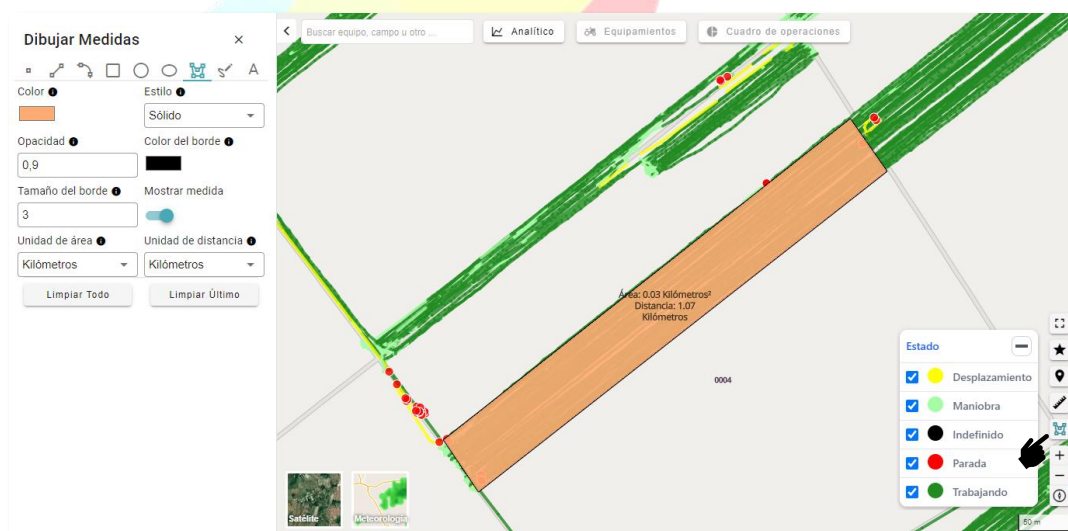 Dibujar Medidas
Color
Estilo
Sólido
Opacidad
Color del borde
0,9
Tamaño del borde
Mostrar medida
3
Unidad de área
Unidad de distancia
Kilómetros
Kilómetros
Limpiar Todo
Limpiar Último
Buscar equipo, campo u otro ...
Analítico
Equipamientos
Cuadro de operaciones
Área: 0.03 Kilómetros²
Distancia: 1.07
Kilómetros
0004
Estado
Desplazamiento
Maniobra
Indefinido
Parada
Trabajando
Satélite
Meteorología
50 m